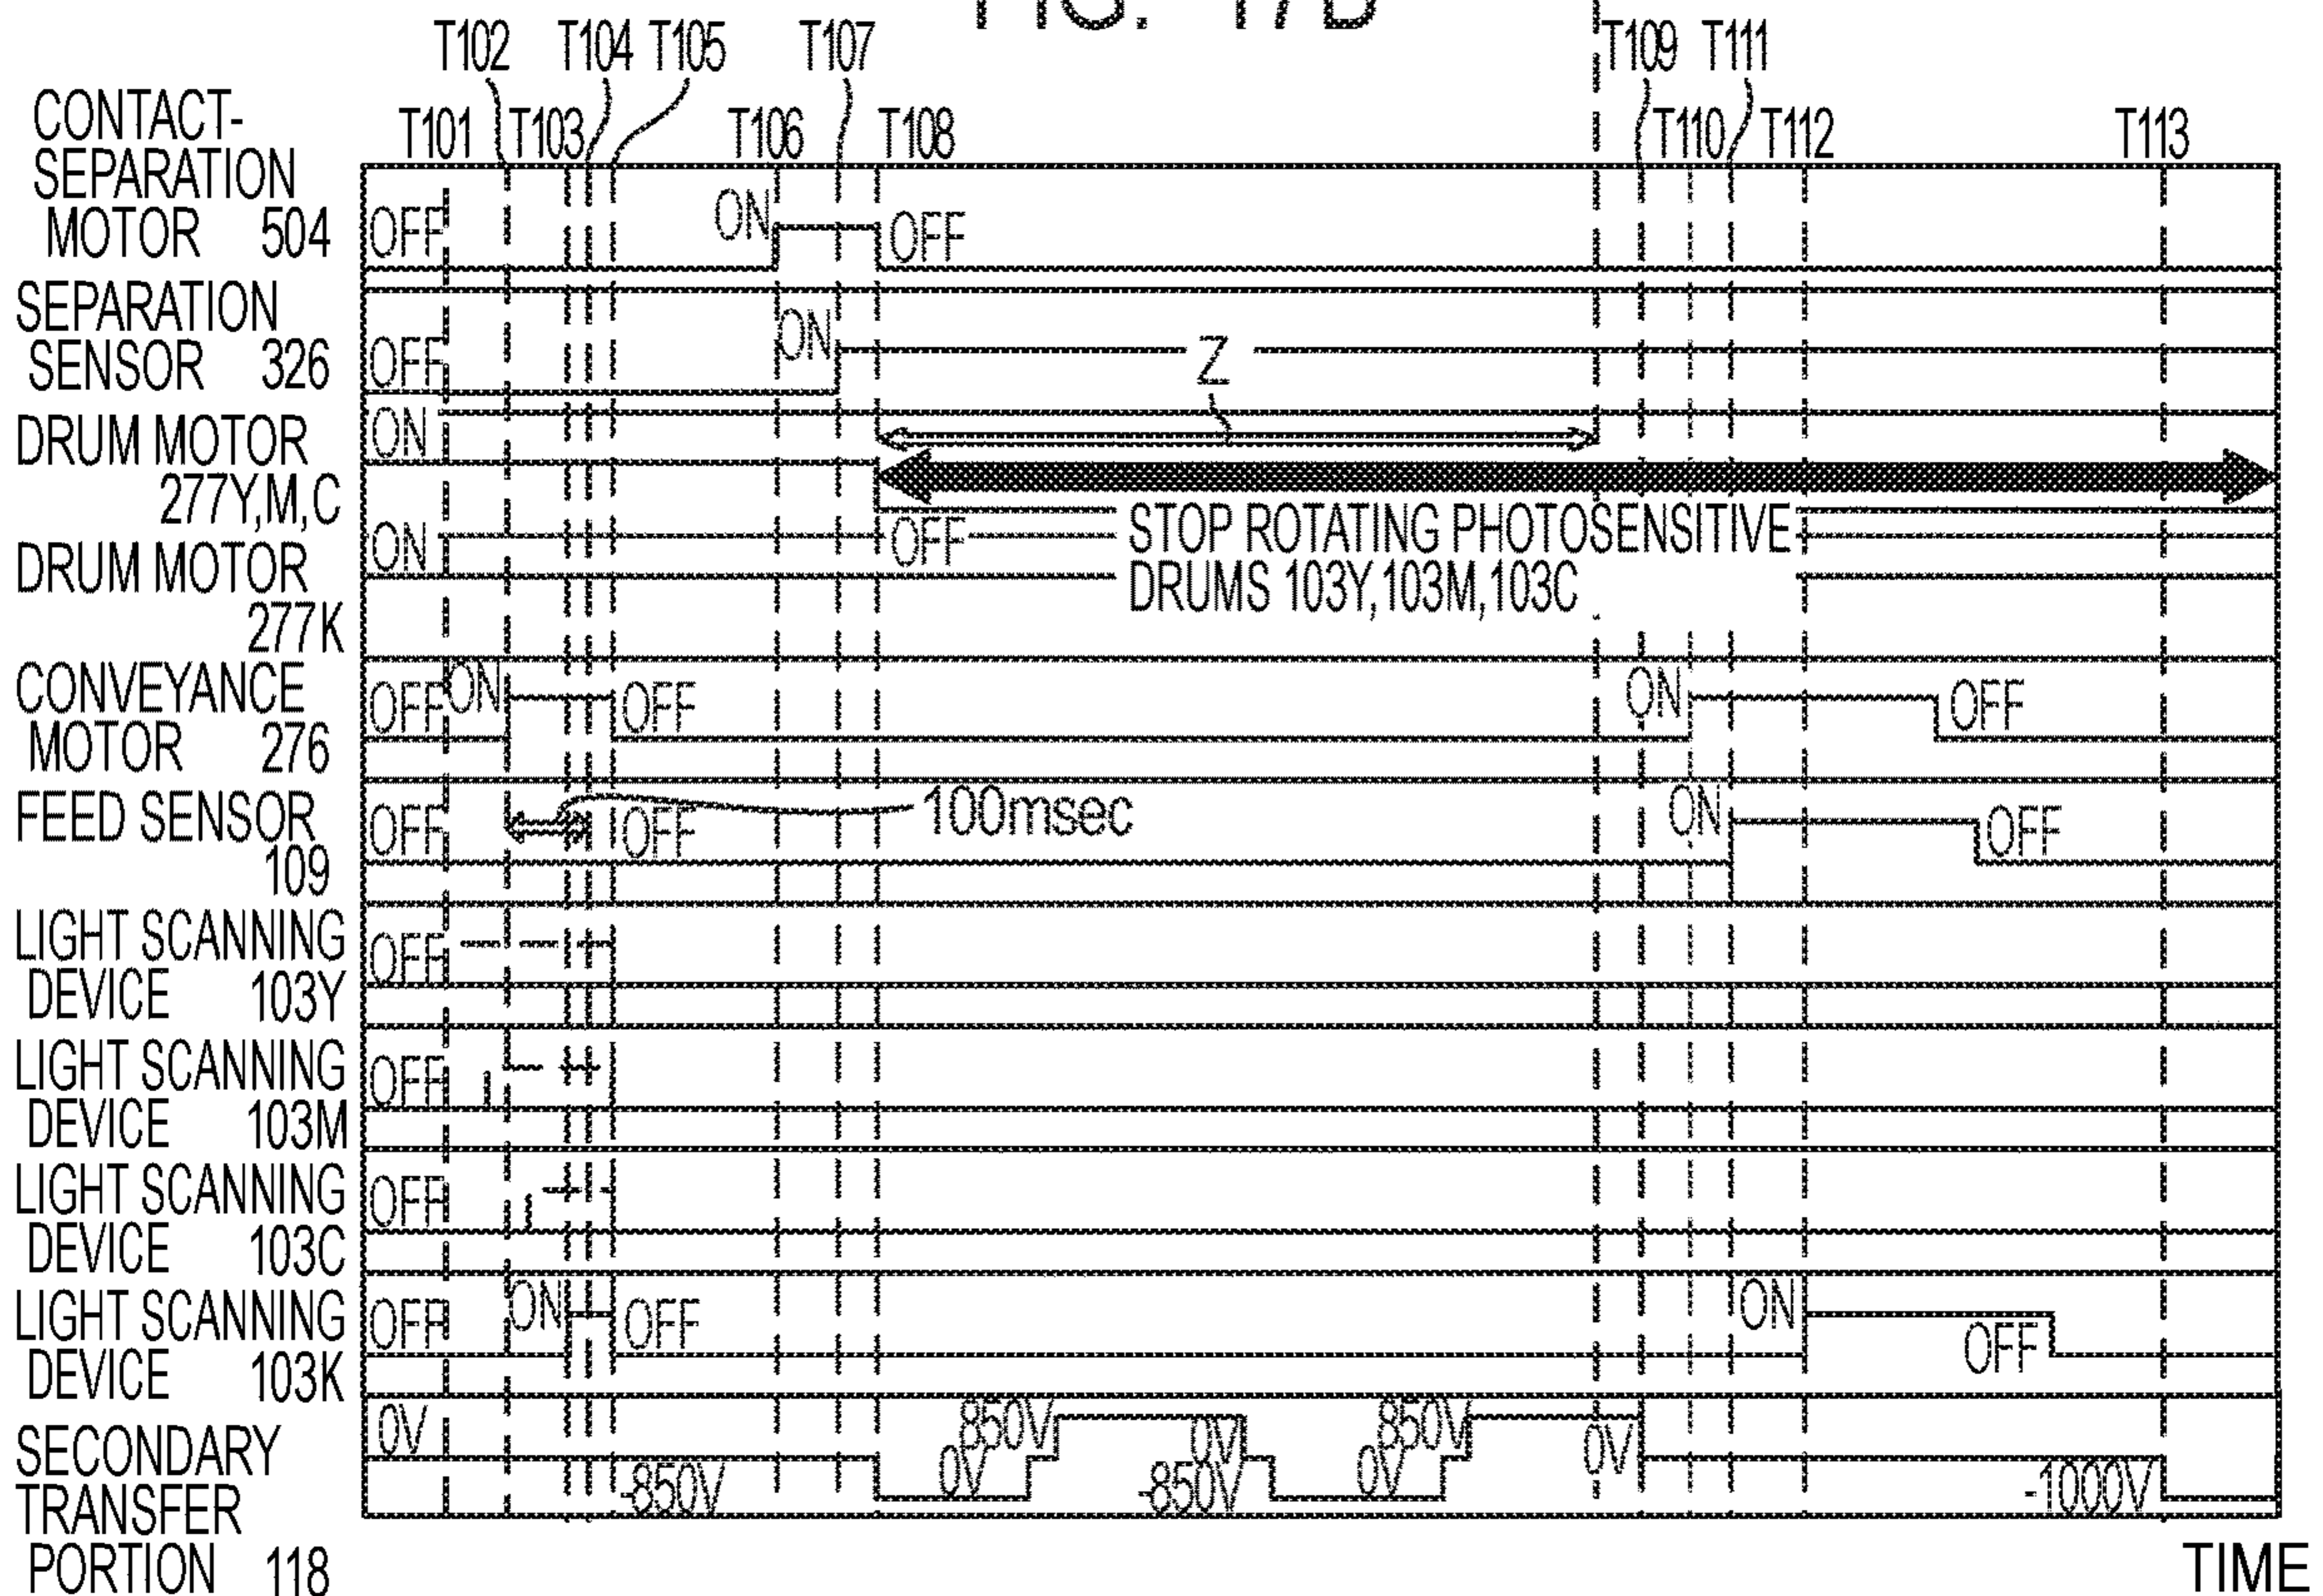 FIG. 17B
T102 T104 T105 T107 T109 T111
T101 T103 T106 T108 T110 T112 T113
CONTACT-
SEPARATION
MOTOR 504
OFF ON OFF
SEPARATION
SENSOR 326
OFF ON Z
DRUM MOTOR
277Y,M,C
ON OFF
STOP ROTATING PHOTOSENSITIVE
DRUMS 103Y,103M,103C
DRUM MOTOR
277K
ON
CONVEYANCE
MOTOR 276
OFF ON OFF ON OFF
FEED SENSOR
109
OFF OFF 100msec ON OFF
LIGHT SCANNING
DEVICE 103Y
OFF
LIGHT SCANNING
DEVICE 103M
OFF
LIGHT SCANNING
DEVICE 103C
OFF
LIGHT SCANNING
DEVICE 103K
OFF ON OFF ON OFF
SECONDARY
TRANSFER
PORTION 118
0V -850V 0V 850V 0V -850V 0V 850V 0V -1000V
TIME